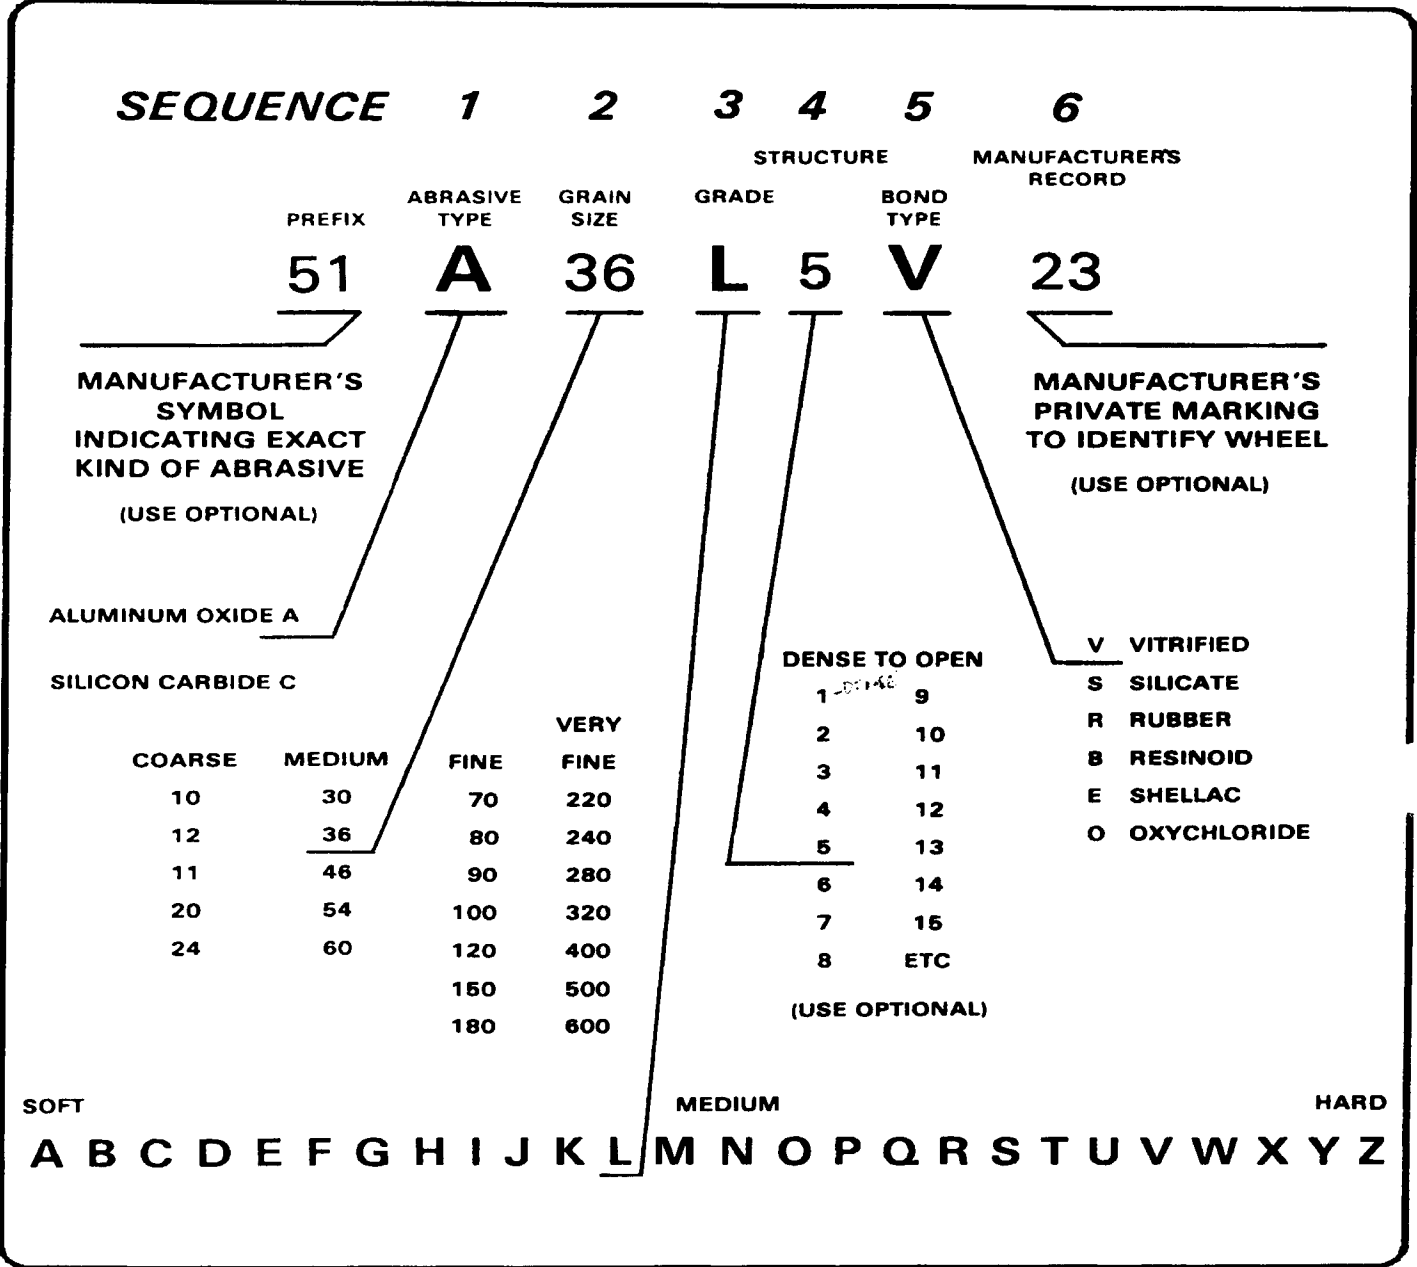 SEQUENCE 1 2 3 4 5 6
STRUCTURE MANUFACTURER'S
RECORD
PREFIX ABRASIVE TYPE GRAIN SIZE GRADE BOND TYPE
51 A 36 L 5 V 23
MANUFACTURER'S
SYMBOL
INDICATING EXACT
KIND OF ABRASIVE
(USE OPTIONAL)
MANUFACTURER'S
PRIVATE MARKING
TO IDENTIFY WHEEL
(USE OPTIONAL)
ALUMINUM OXIDE A
SILICON CARBIDE C
COARSE MEDIUM FINE VERY FINE
10 30 70 220
12 36 80 240
11 46 90 280
20 54 100 320
24 60 120 400
150 500
180 600
DENSE TO OPEN
1 9
2 10
3 11
4 12
5 13
6 14
7 15
8 ETC
(USE OPTIONAL)
V VITRIFIED
S SILICATE
R RUBBER
B RESINOID
E SHELLAC
O OXYCHLORIDE
SOFT MEDIUM HARD
A B C D E F G H I J K L M N O P Q R S T U V W X Y Z